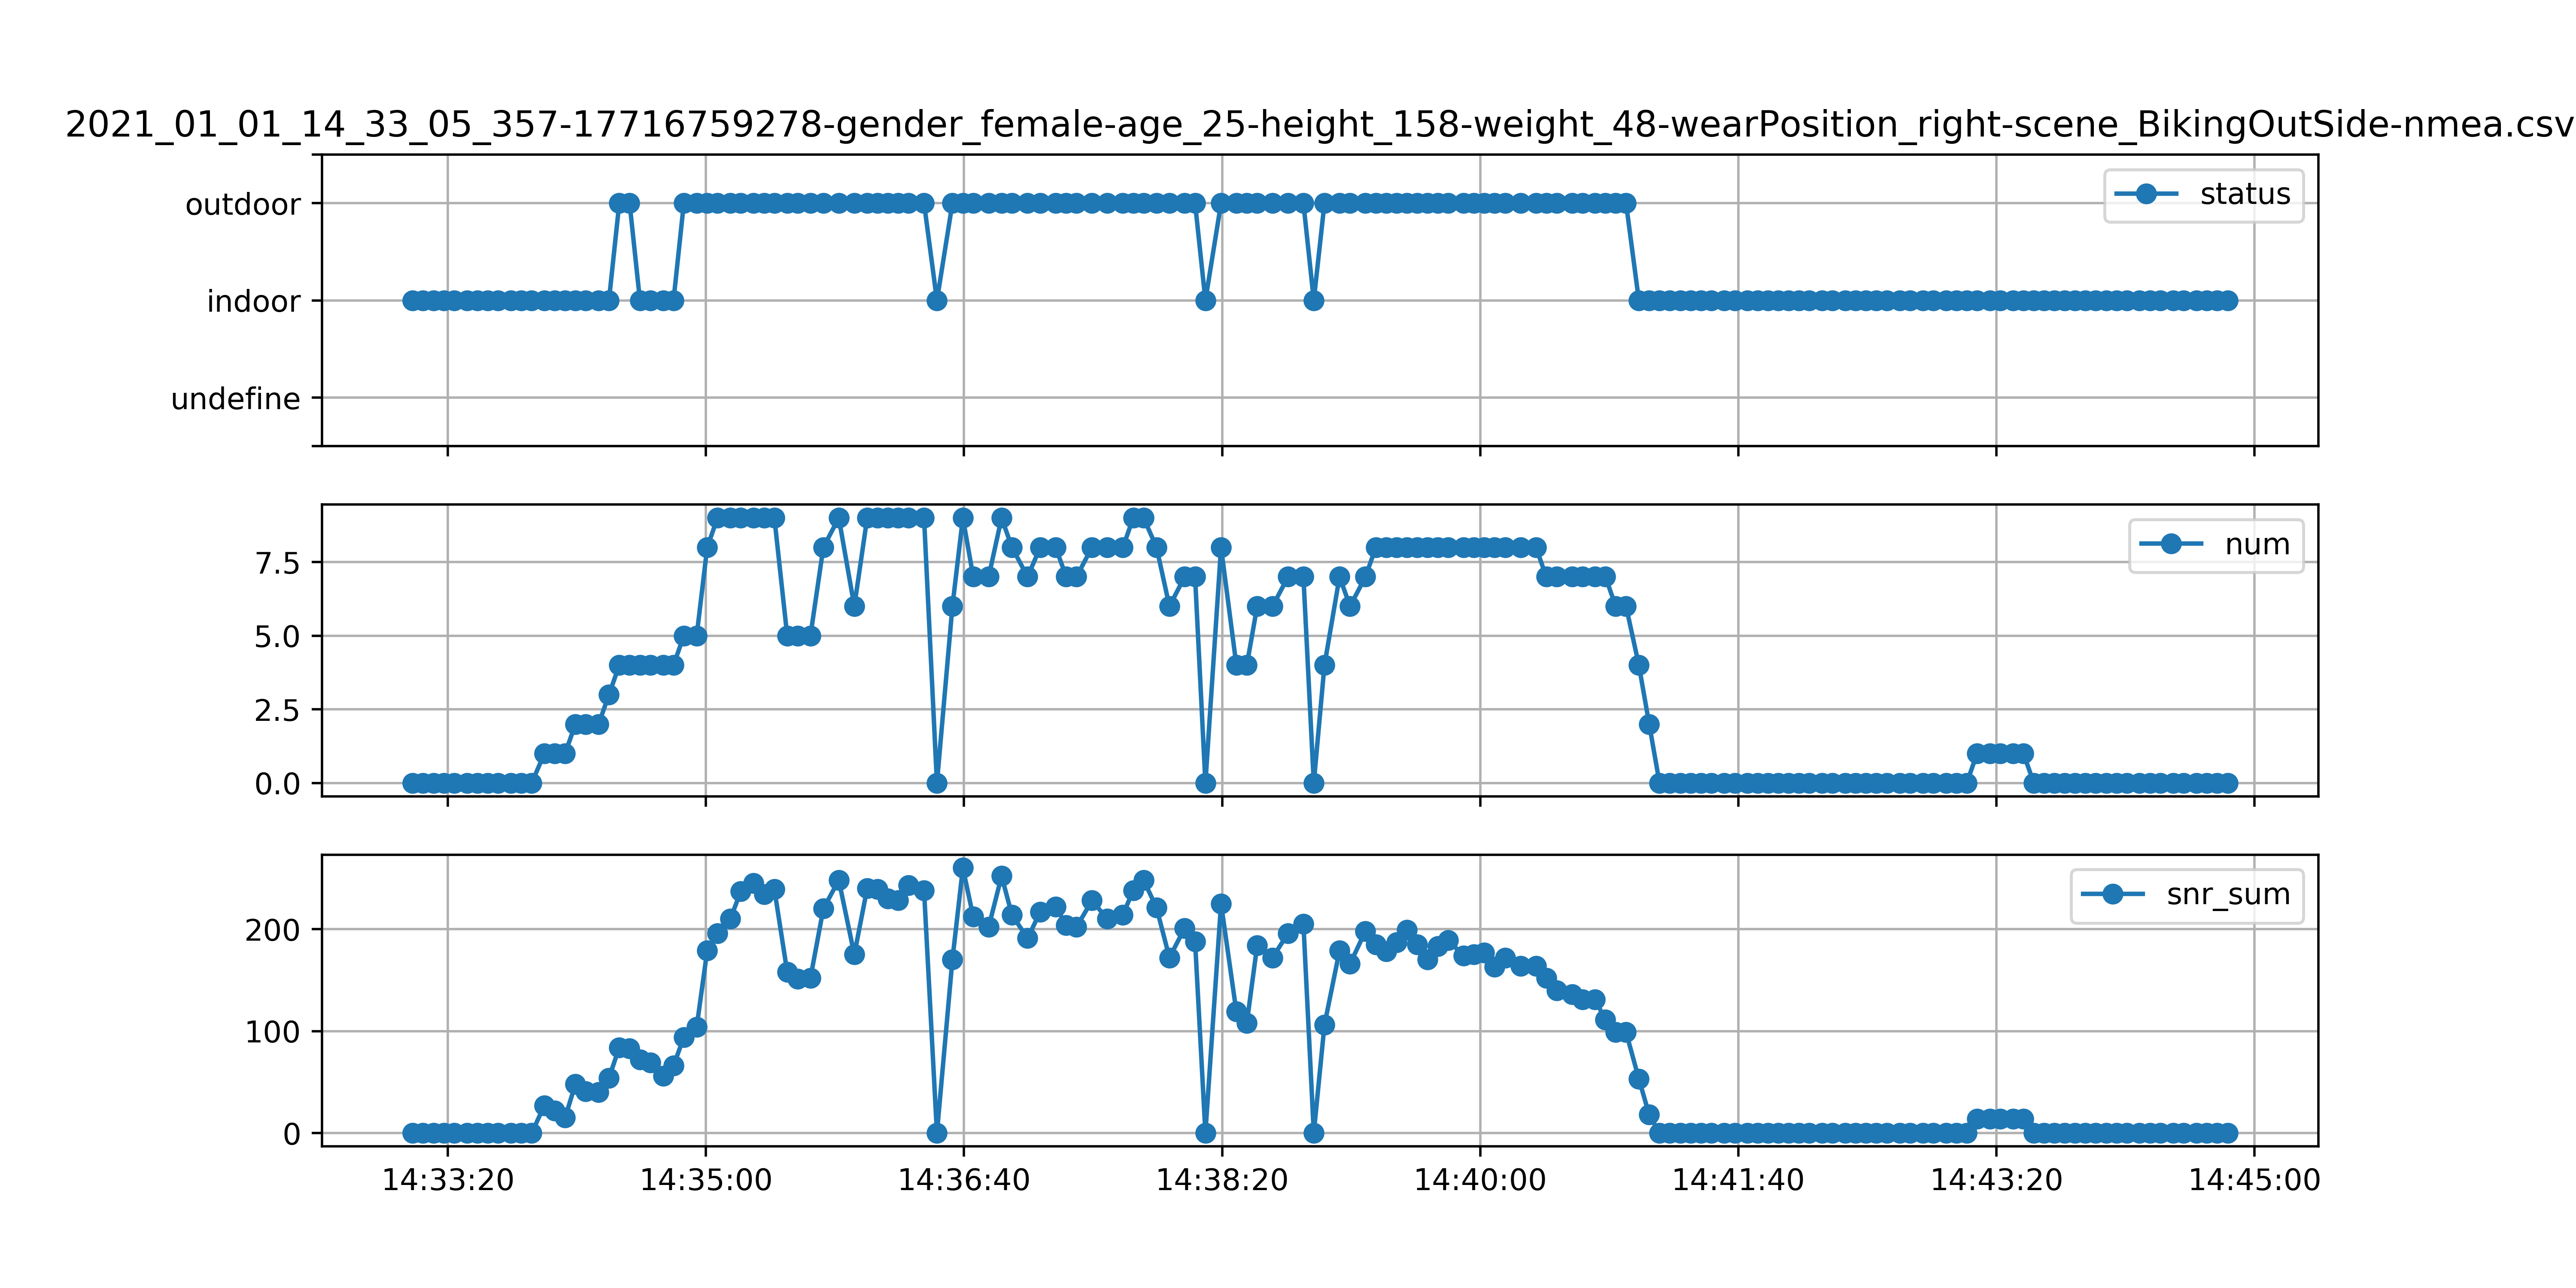 2021_01_01_14_33_05_357-17716759278-gender_female-age_25-height_158-weight_48-wearPosition_right-scene_BikingOutSide-nmea.csv
outdoor
status
indoor
undefine
num
7.5
5.0
2.5
0.0
snr_sum
200
100
0
14:33:20 14:35:00 14:36:40 14:38:20 14:40:00 14:41:40 14:43:20 14:45:00